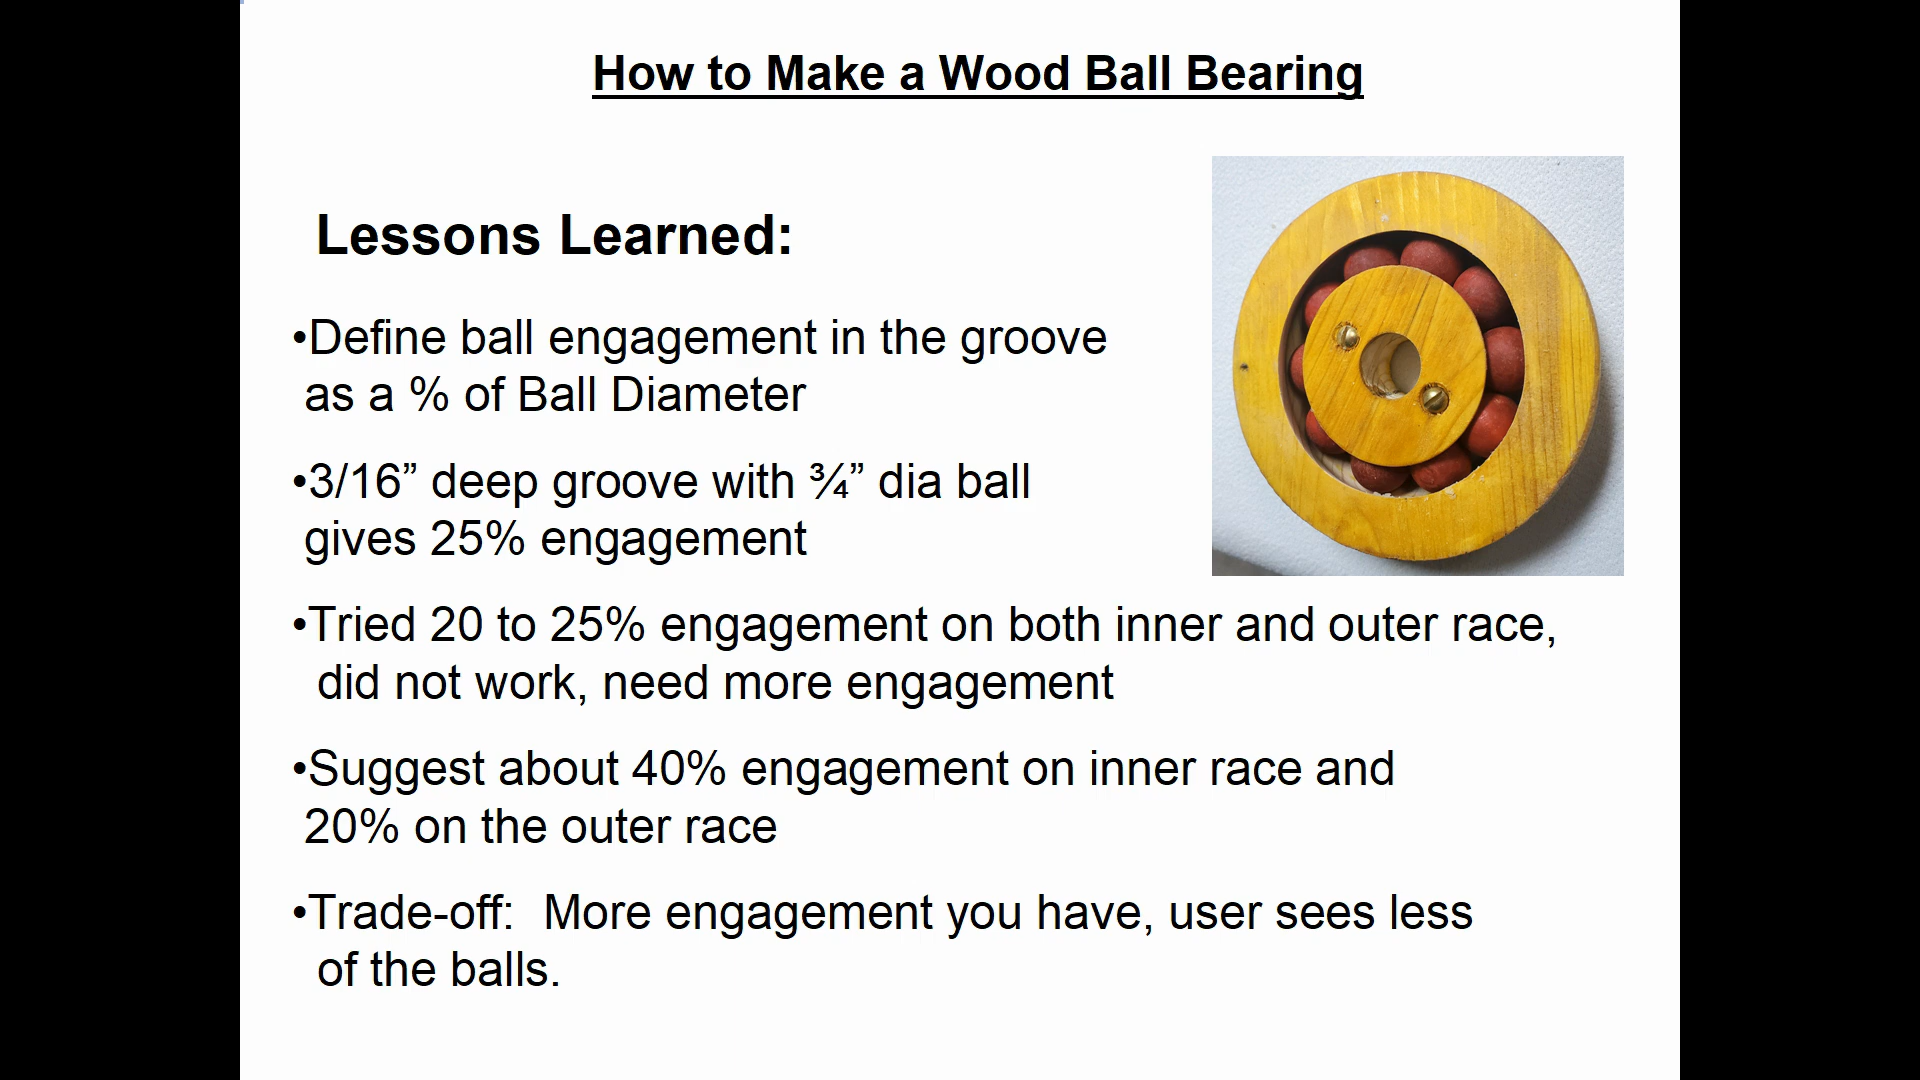 How to Make a Wood Ball Bearing
Lessons Learned:
•Define ball engagement in the groove
as a % of Ball Diameter
•3/16” deep groove with ¾” dia ball
gives 25% engagement
•Tried 20 to 25% engagement on both inner and outer race,
did not work, need more engagement
•Suggest about 40% engagement on inner race and
20% on the outer race
•Trade-off:  More engagement you have, user sees less
of the balls.